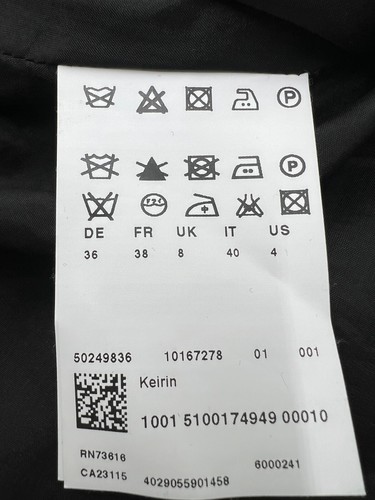 P
P
DE FR UK IT US
36 38 8 40 4
50249836 10167278 01 001
Keirin
1001 5100174949 00010
RN73616
CA23115 4029055901458 6000241